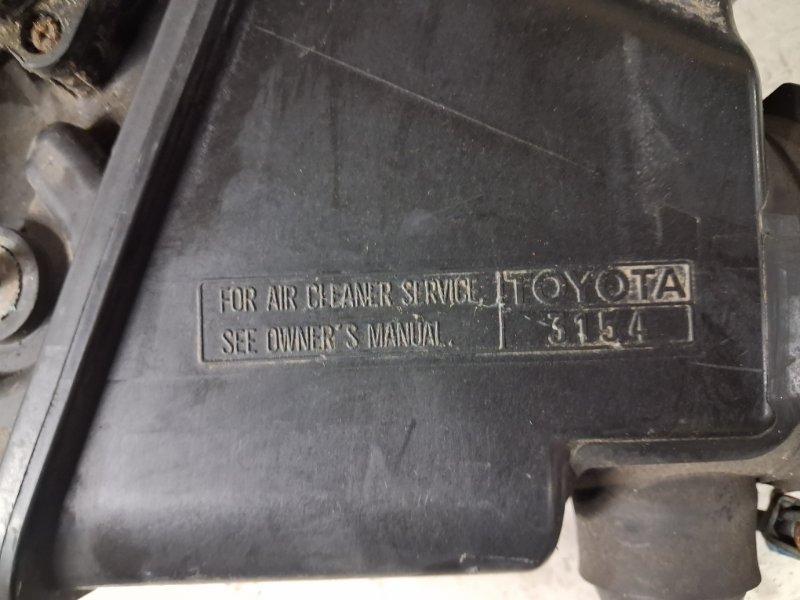 FOR AIR CLEANER SERVICE,
SEE OWNER'S MANUAL.
TOYOTA
3154